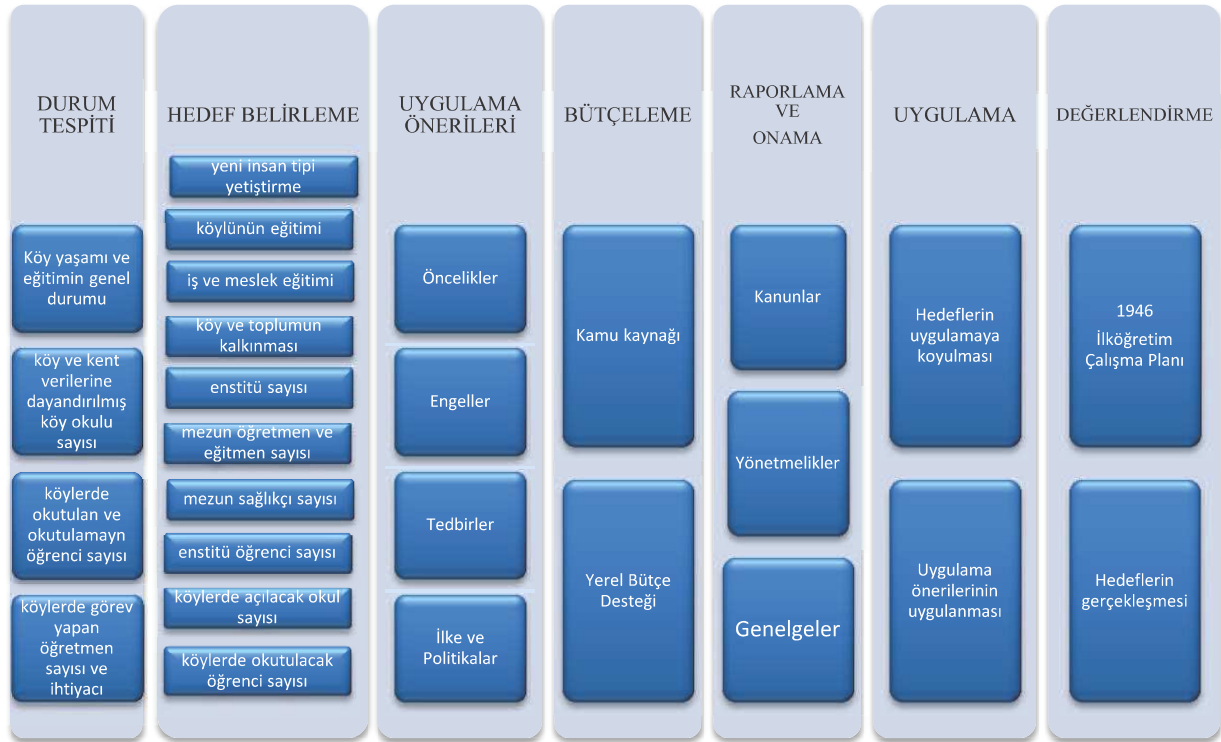 DURUM
TESPİTİ
Köy yaşamı ve
eğitimin genel
durumu
köy ve kent
verilerine
dayandırılmış
köy okulu
sayısı
köylerde
okutulan ve
okutulamayn
öğrenci sayısı
köylerde görev
yapan
öğretmen
sayısı ve
ihtiyacı
HEDEF BELİRLEME
yeni insan tipi
yetiştirme
köylünün eğitimi
iş ve meslek eğitimi
köy ve toplumun
kalkınması
enstitü sayısı
mezun öğretmen ve
eğitmen sayısı
mezun sağlıkçı sayısı
enstitü öğrenci sayısı
köylerde açılacak okul
sayısı
köylerde okutulacak
öğrenci sayısı
UYGULAMA
ÖNERİLERİ
Öncelikler
Engeller
Tedbirler
İlke ve
Politikalar
BÜTÇELEME
Kamu kaynağı
Yerel Bütçe
Desteği
RAPORLAMA
VE
ONAMA
Kanunlar
Yönetmelikler
Genelgeler
UYGULAMA
Hedeflerin
uygulamaya
koyulması
Uygulama
önerilerinin
uygulanması
DEĞERLENDİRME
1946
İlköğretim
Çalışma Planı
Hedeflerin
gerçekleşmesi